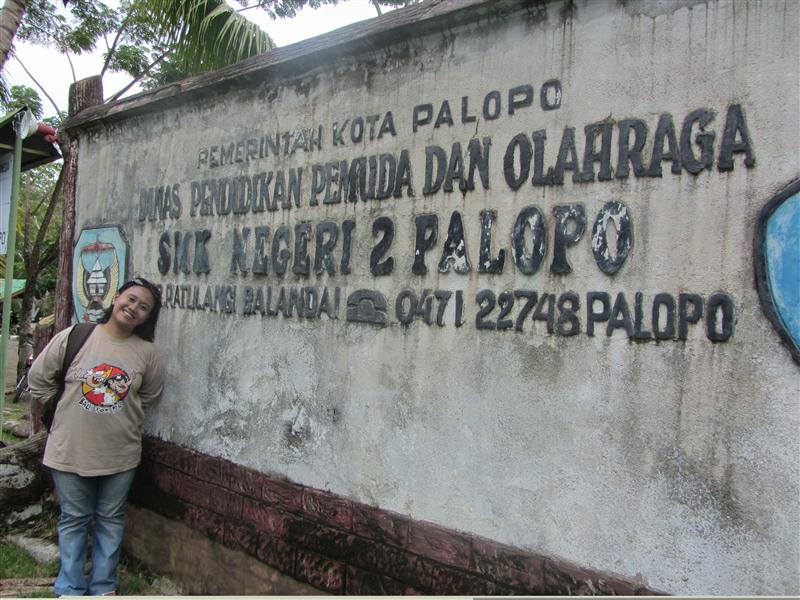 PEMERINTAH KOTA PALOPO
DINAS PENDIDIKAN PEMUDA DAN OLAHRAGA
SMK NEGERI 2 PALOPO
RATULANGI BALANDAI 0471 22748 PALOPO